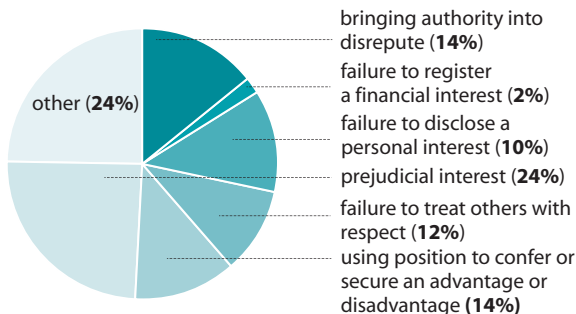 bringing authority into
disrepute (14%)
failure to register
a financial interest (2%)
other (24%)
failure to disclose a
personal interest (10%)
prejudicial interest (24%)
failure to treat others with
respect (12%)
using position to confer or
secure an advantage or
disadvantage (14%)